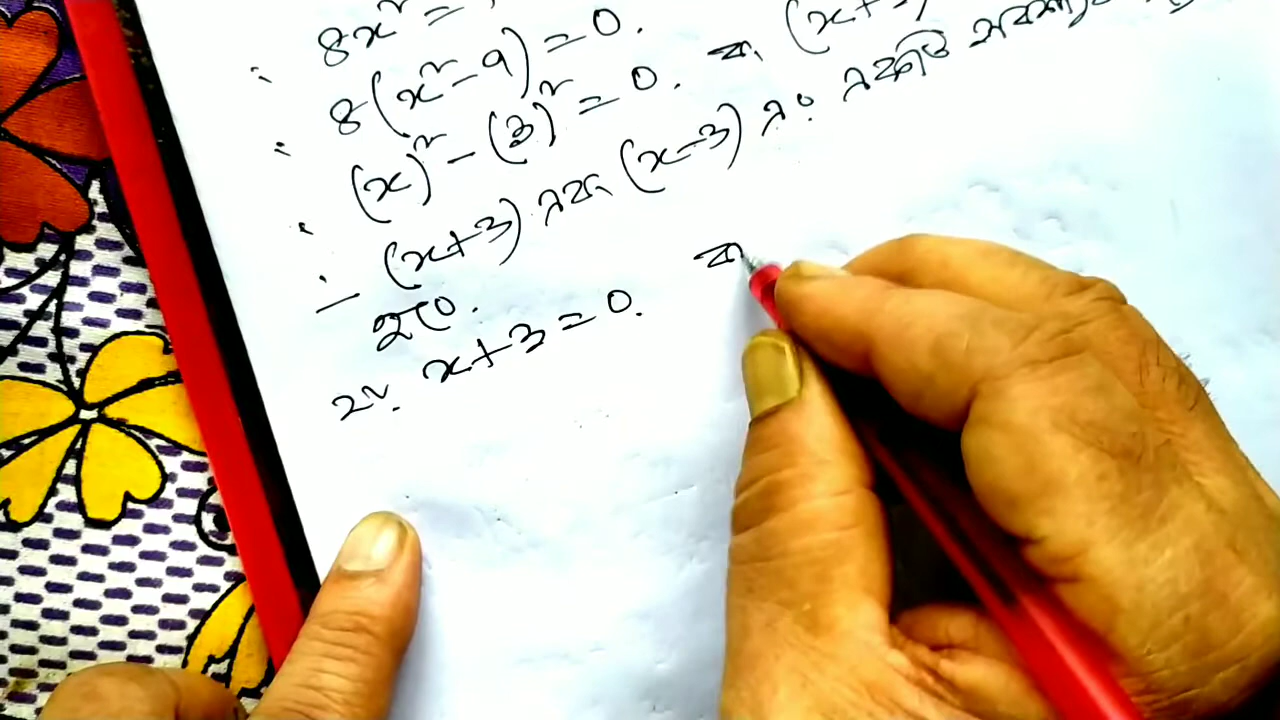 ∴ 8x² =
∴ 8(x² - 9) = 0.
∴ (x)² - (3)² = 0. বা, (x+
∴ (x+3) এবং (x-3) এর একটি অবশ্যই
হবে.
হয়. x+3 = 0. বা